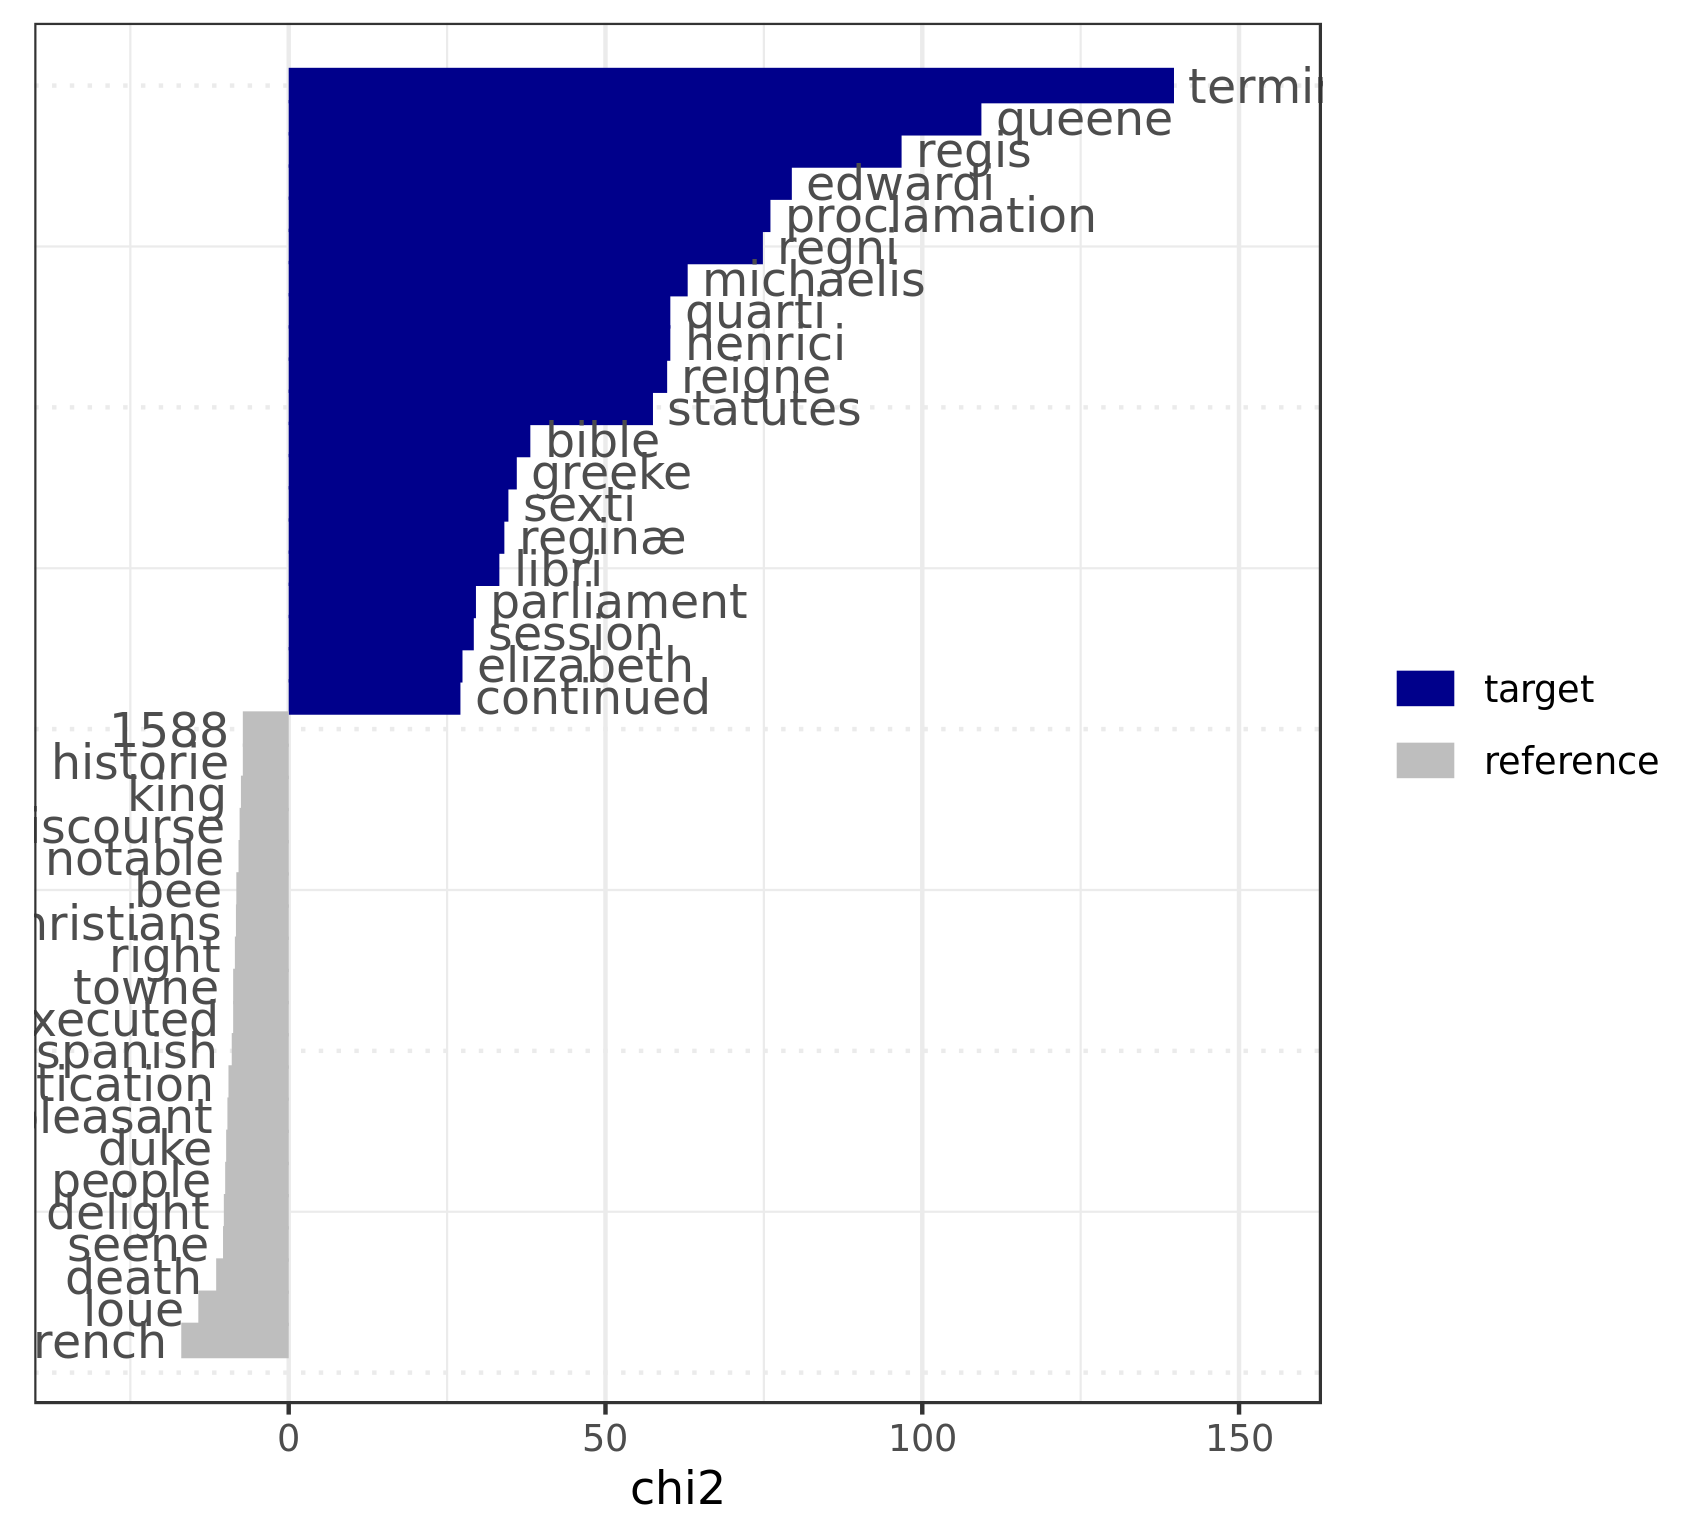 termi
queene
regis
edwardi
proclamation
regni
michaelis
quarti
henrici
reigne
statutes
bible
greeke
sexti
reginæ
libri
parliament
session
elizabeth
continued
1588
historie
king
iscourse
notable
bee
hristians
right
towne
xecuted
spanish
tication
leasant
duke
people
delight
seene
death
loue
rench
target
reference
0 50 100 150
chi2